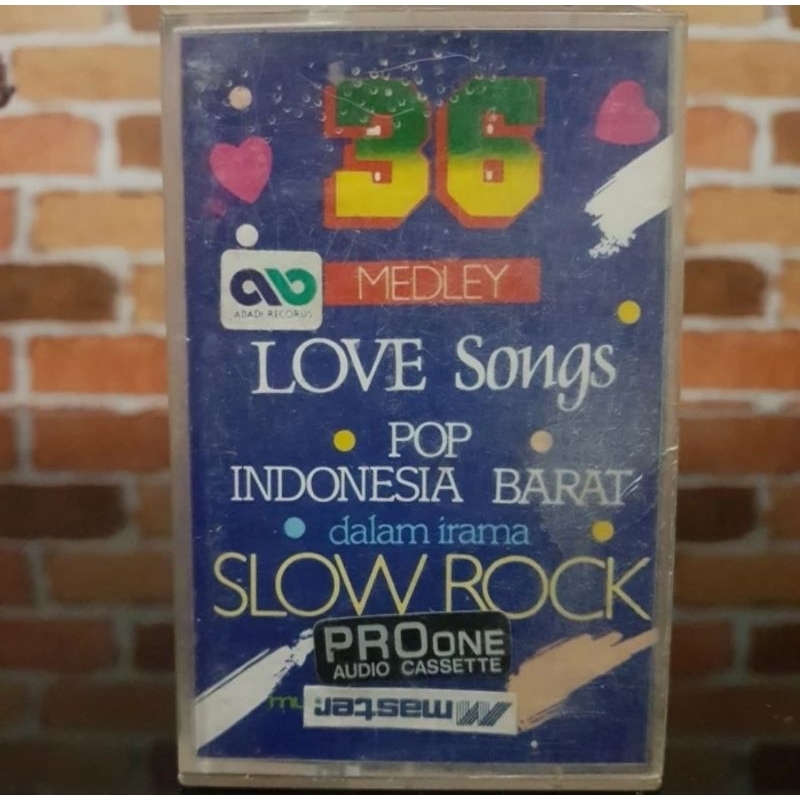 36
MEDLEY
ABADI RECORDS
LOVE Songs
POP
INDONESIA BARAT
dalam irama
SLOW ROCK
PRO ONE
AUDIO CASSETTE
master